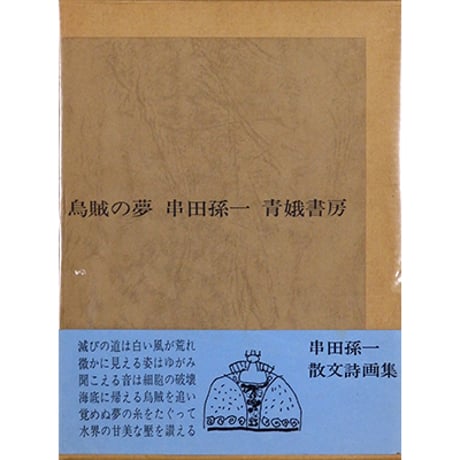 烏賊の夢 串田孫一 青娥書房
滅びの道は白い風が荒れ
微かに見える姿はゆがみ
聞こえる音は細胞の破壊
海底に帰える烏賊を追い
覚めぬ夢の糸をたぐって
水界の甘美な壓を讃える
串田孫一
散文詩画集